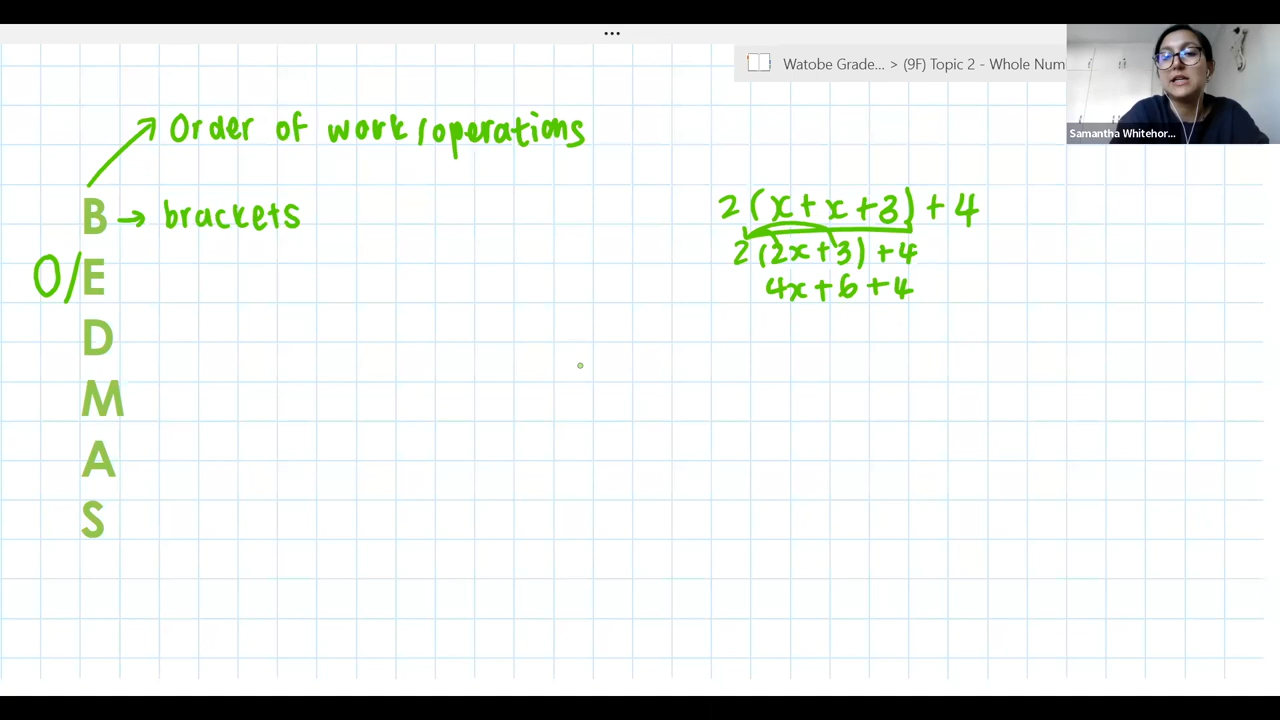 ...
Watobe Grade... > (9F) Topic 2 - Whole Num
Samantha Whitehor...
Order of work/operations
B → brackets
O/E
D
M
A
S
2(x+x+3)+4
2(2x+3)+4
4x+6+4